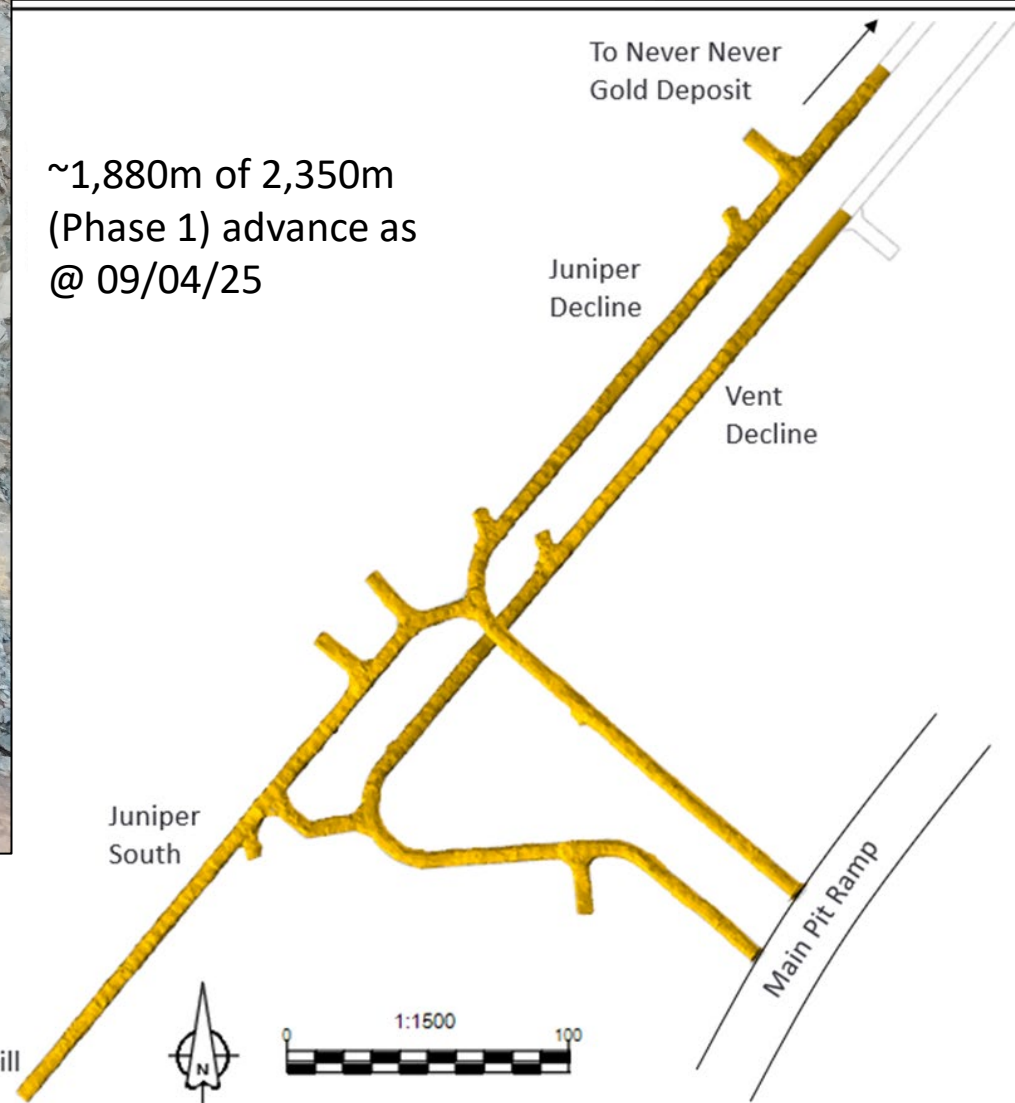 To Never Never
Gold Deposit
~1,880m of 2,350m
(Phase 1) advance as
@ 09/04/25
Juniper
Decline
Vent
Decline
Juniper
South
Main Pit Ramp
1:1500
0
100
N